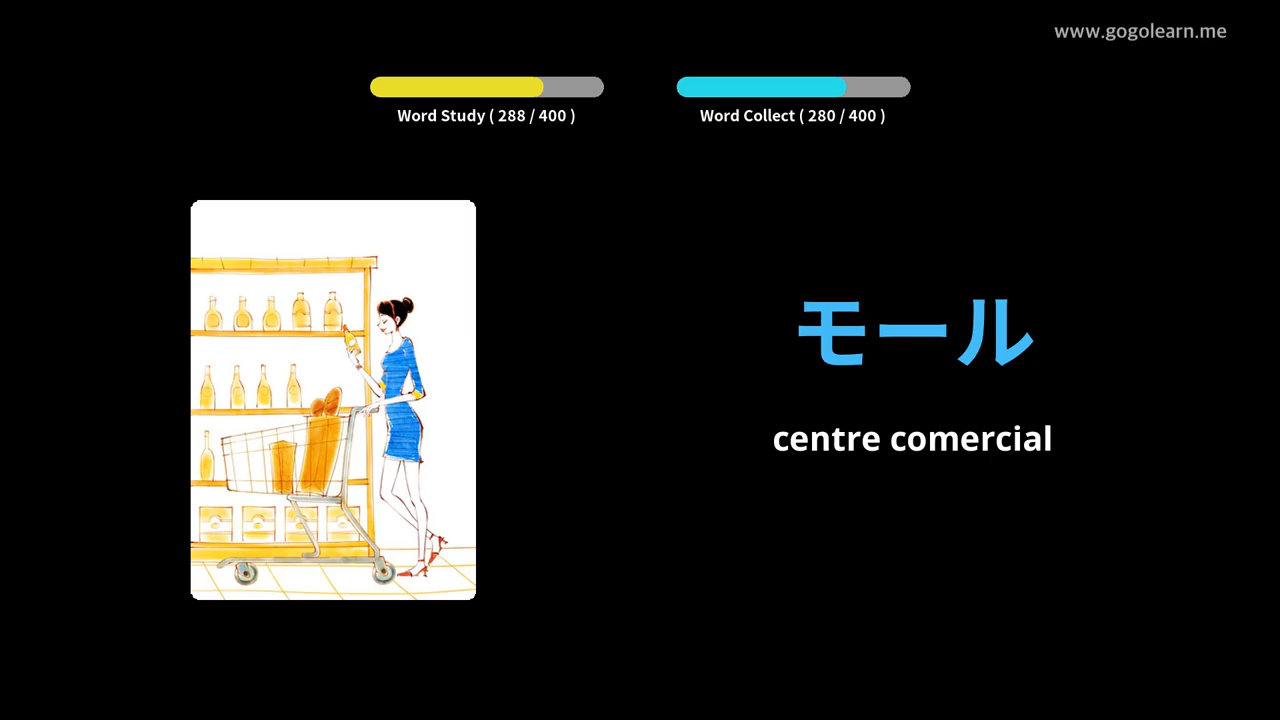 www.gogolearn.me
Word Study ( 288 / 400 )
Word Collect ( 280 / 400 )
モール
centre comercial